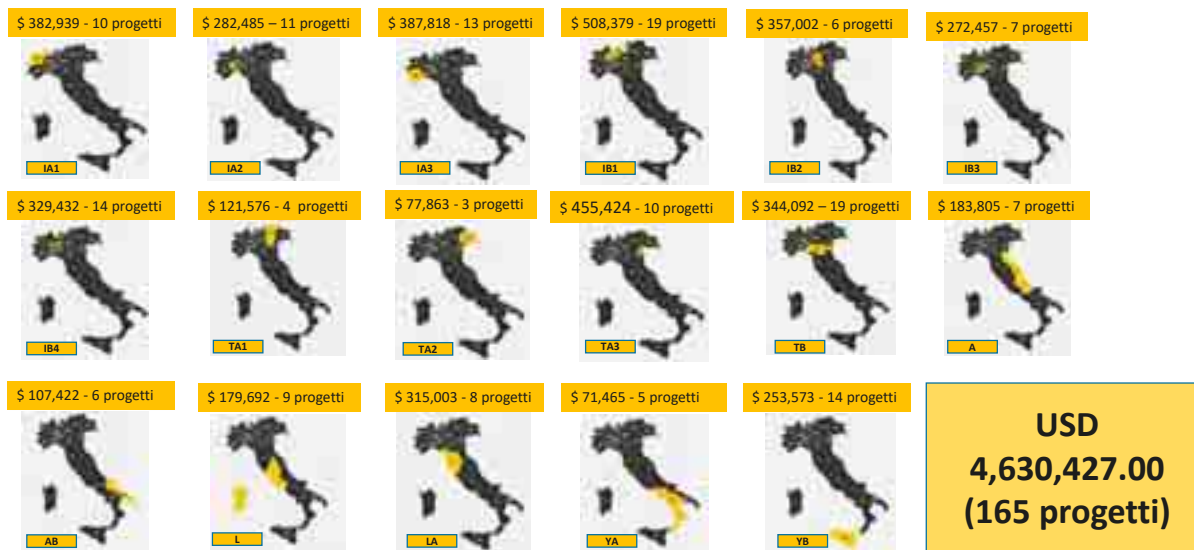 $ 382,939 - 10 progetti
$ 282,485 – 11 progetti
$ 387,818 - 13 progetti
$ 508,379 - 19 progetti
$ 357,002 - 6 progetti
$ 272,457 - 7 progetti
IA1
IA2
IA3
IB1
IB2
IB3
$ 329,432 - 14 progetti
$ 121,576 - 4 progetti
$ 77,863 - 3 progetti
$ 455,424 - 10 progetti
$ 344,092 – 19 progetti
$ 183,805 - 7 progetti
IB4
TA1
TA2
TA3
TB
A
$ 107,422 - 6 progetti
$ 179,692 - 9 progetti
$ 315,003 - 8 progetti
$ 71,465 - 5 progetti
$ 253,573 - 14 progetti
AB
L
LA
YA
YB
USD
4,630,427.00
(165 progetti)